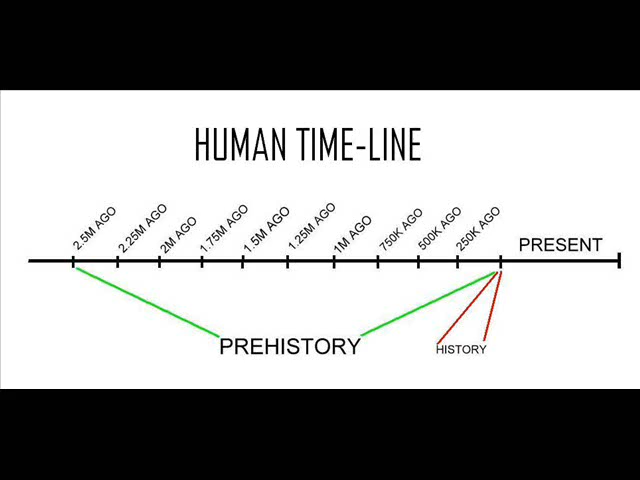 HUMAN TIME-LINE
2.5M AGO
2.25M AGO
2M AGO
1.75M AGO
1.5M AGO
1.25M AGO
1M AGO
750K AGO
500K AGO
250K AGO
PRESENT
PREHISTORY
HISTORY